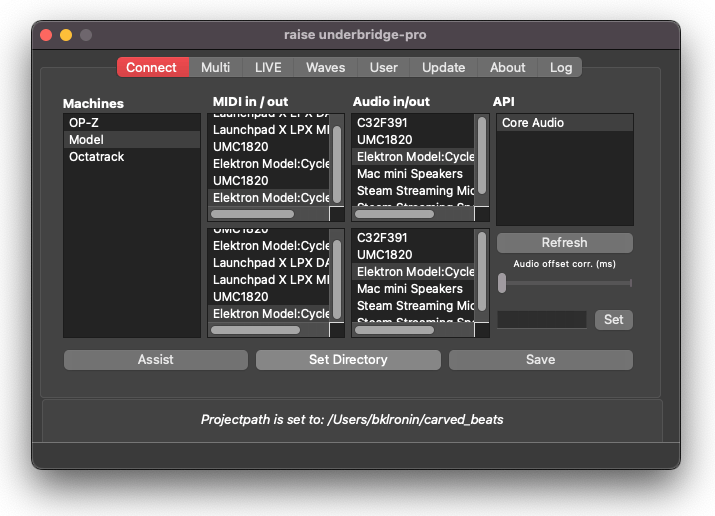 raise underbridge-pro
Connect
Multi
LIVE
Waves
User
Update
About
Log
Machines
OP-Z
Model
Octatrack
MIDI in / out
Launchpad X LPX DA
Launchpad X LPX MI
UMC1820
Elektron Model:Cycle
UMC1820
Elektron Model:Cycle
UMC1820
Elektron Model:Cycle
Launchpad X LPX DA
Launchpad X LPX MI
UMC1820
Elektron Model:Cycle
Audio in/out
C32F391
UMC1820
Elektron Model:Cycle
Mac mini Speakers
Steam Streaming Mic
Steam Streaming Sp
C32F391
UMC1820
Elektron Model:Cycle
Mac mini Speakers
Steam Streaming Mic
Steam Streaming Sp
API
Core Audio
Refresh
Audio offset corr. (ms)
Set
Assist
Set Directory
Save
Projectpath is set to: /Users/bklronin/carved_beats